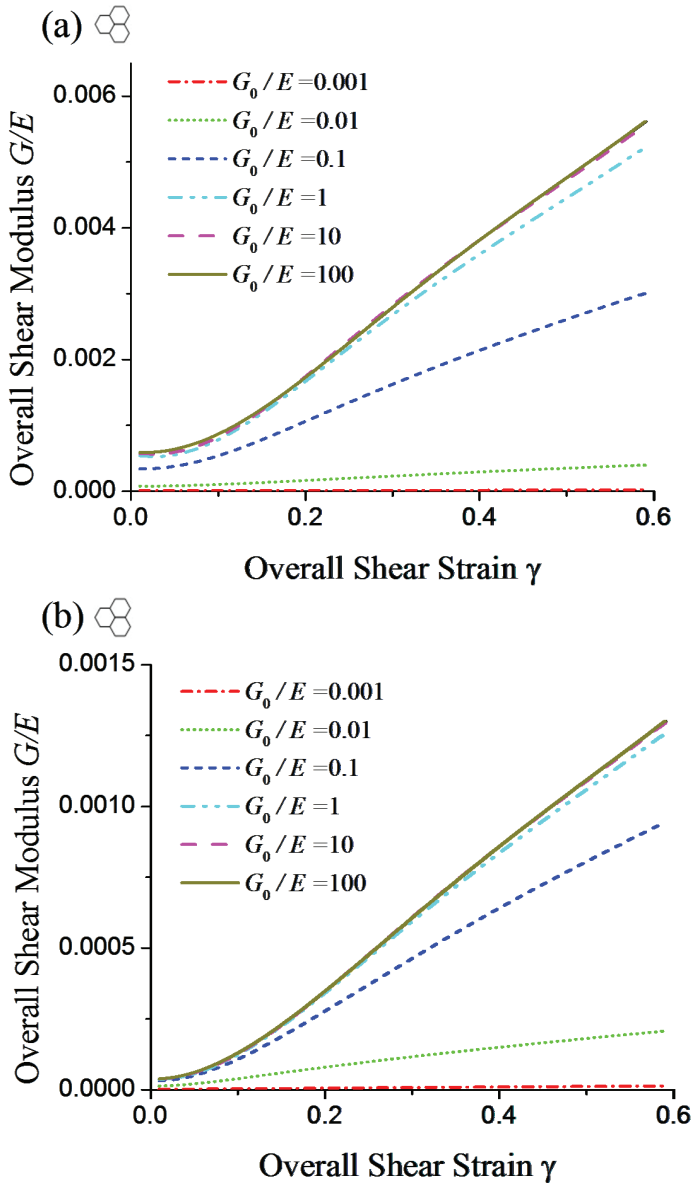 (a)
Overall Shear Modulus G/E
0.006
0.004
0.002
0.000
G₀/E =0.001
G₀/E =0.01
G₀/E =0.1
G₀/E =1
G₀/E =10
G₀/E =100
0.0 0.2 0.4 0.6
Overall Shear Strain γ
(b)
Overall Shear Modulus G/E
0.0015
0.0010
0.0005
0.0000
G₀/E =0.001
G₀/E =0.01
G₀/E =0.1
G₀/E =1
G₀/E =10
G₀/E =100
0.0 0.2 0.4 0.6
Overall Shear Strain γ